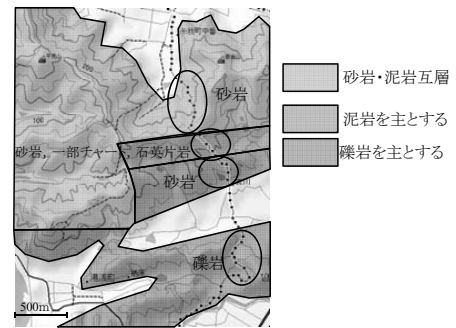 砂岩
砂岩，一部チャート，石英片岩
砂岩
礫岩
100
500m
砂岩・泥岩互層
泥岩を主とする
礫岩を主とする